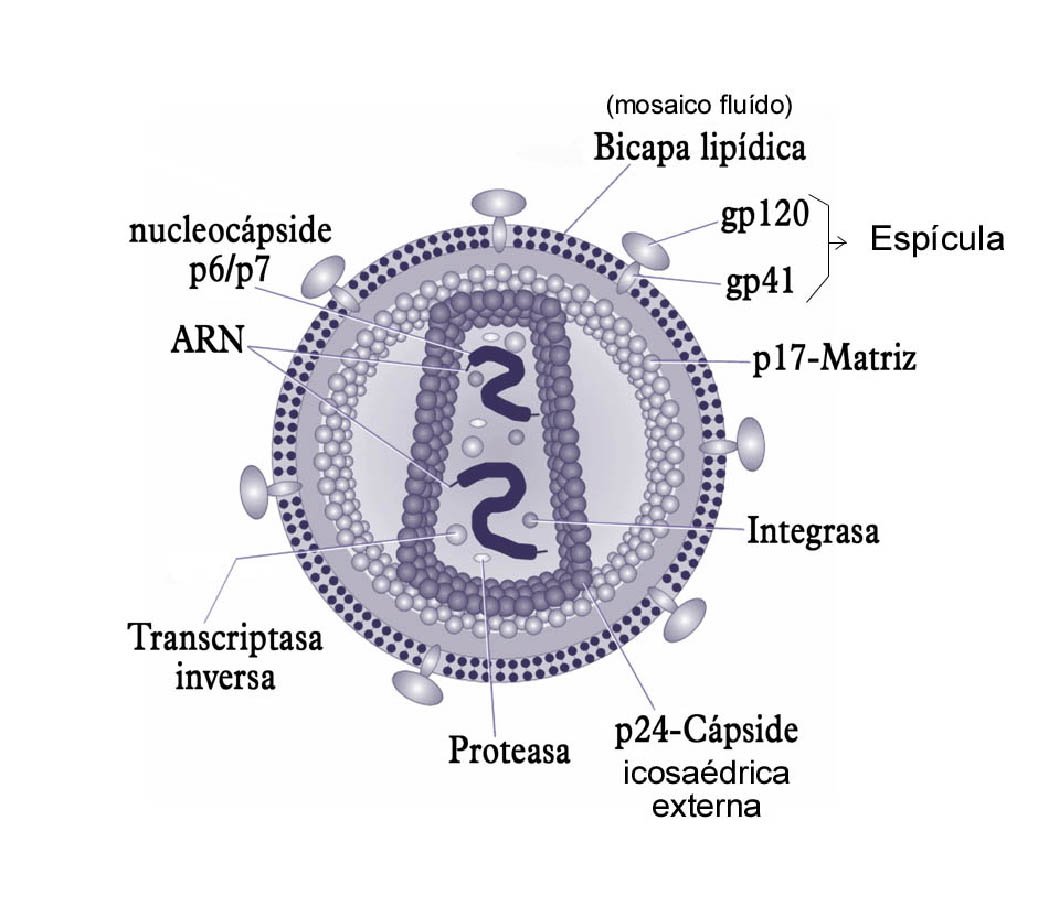 (mosaico fluído)
Bicapa lipídica
gp120
Espícula
gp41
nucleocápside
p6/p7
ARN
p17-Matriz
Integrasa
Transcriptasa
inversa
Proteasa
p24-Cápside
icosaédrica
externa